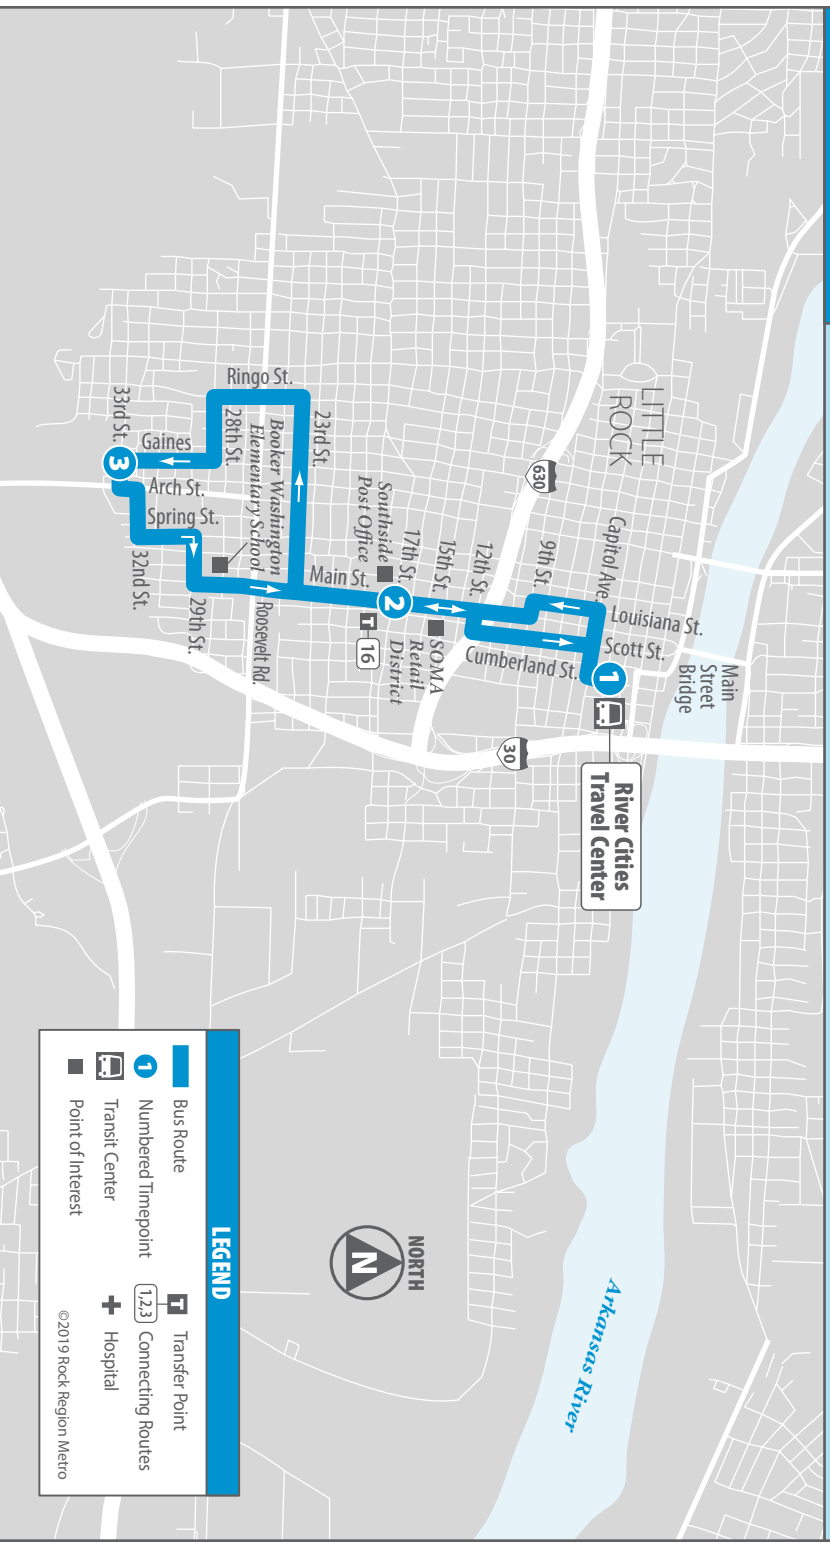 LITTLE
ROCK
630
Capitol Ave.
Louisiana St.
Scott St.
Main
Street
Bridge
9th St.
12th St.
15th St.
17th St.
Cumberland St.
1
River Cities
Travel Center
30
SOMA
Retail
District
Southside
Post Office
2
T
16
Main St.
23rd St.
Ringo St.
Booker Washington
Elementary School
Roosevelt Rd.
28th St.
Gaines
33rd St.
3
Arch St.
Spring St.
32nd St.
29th St.
Arkansas River
NORTH
N
LEGEND
Bus Route
1 Numbered Timepoint
Transit Center
Point of Interest
T Transfer Point
1,2,3 Connecting Routes
Hospital
©2019 Rock Region Metro